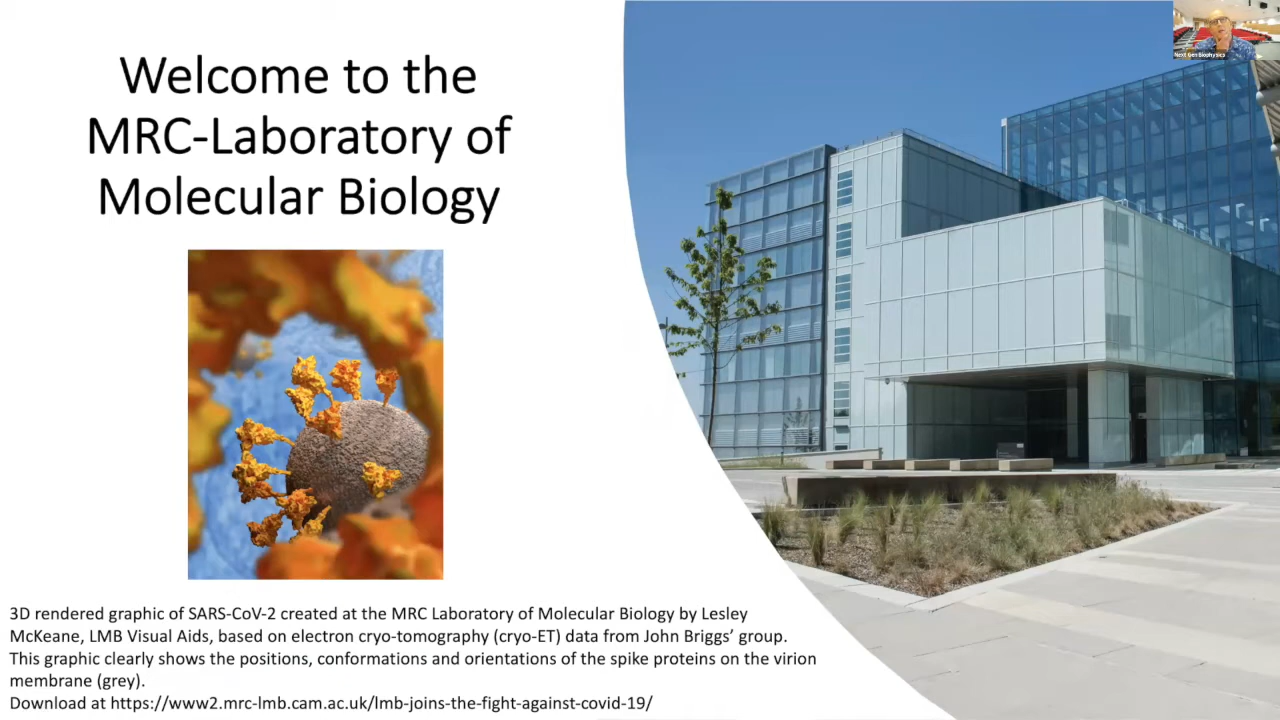 Welcome to the
MRC-Laboratory of
Molecular Biology
Next Gen Biophysics
3D rendered graphic of SARS-CoV-2 created at the MRC Laboratory of Molecular Biology by Lesley
McKeane, LMB Visual Aids, based on electron cryo-tomography (cryo-ET) data from John Briggs’ group.
This graphic clearly shows the positions, conformations and orientations of the spike proteins on the virion
membrane (grey).
Download at https://www2.mrc-lmb.cam.ac.uk/lmb-joins-the-fight-against-covid-19/